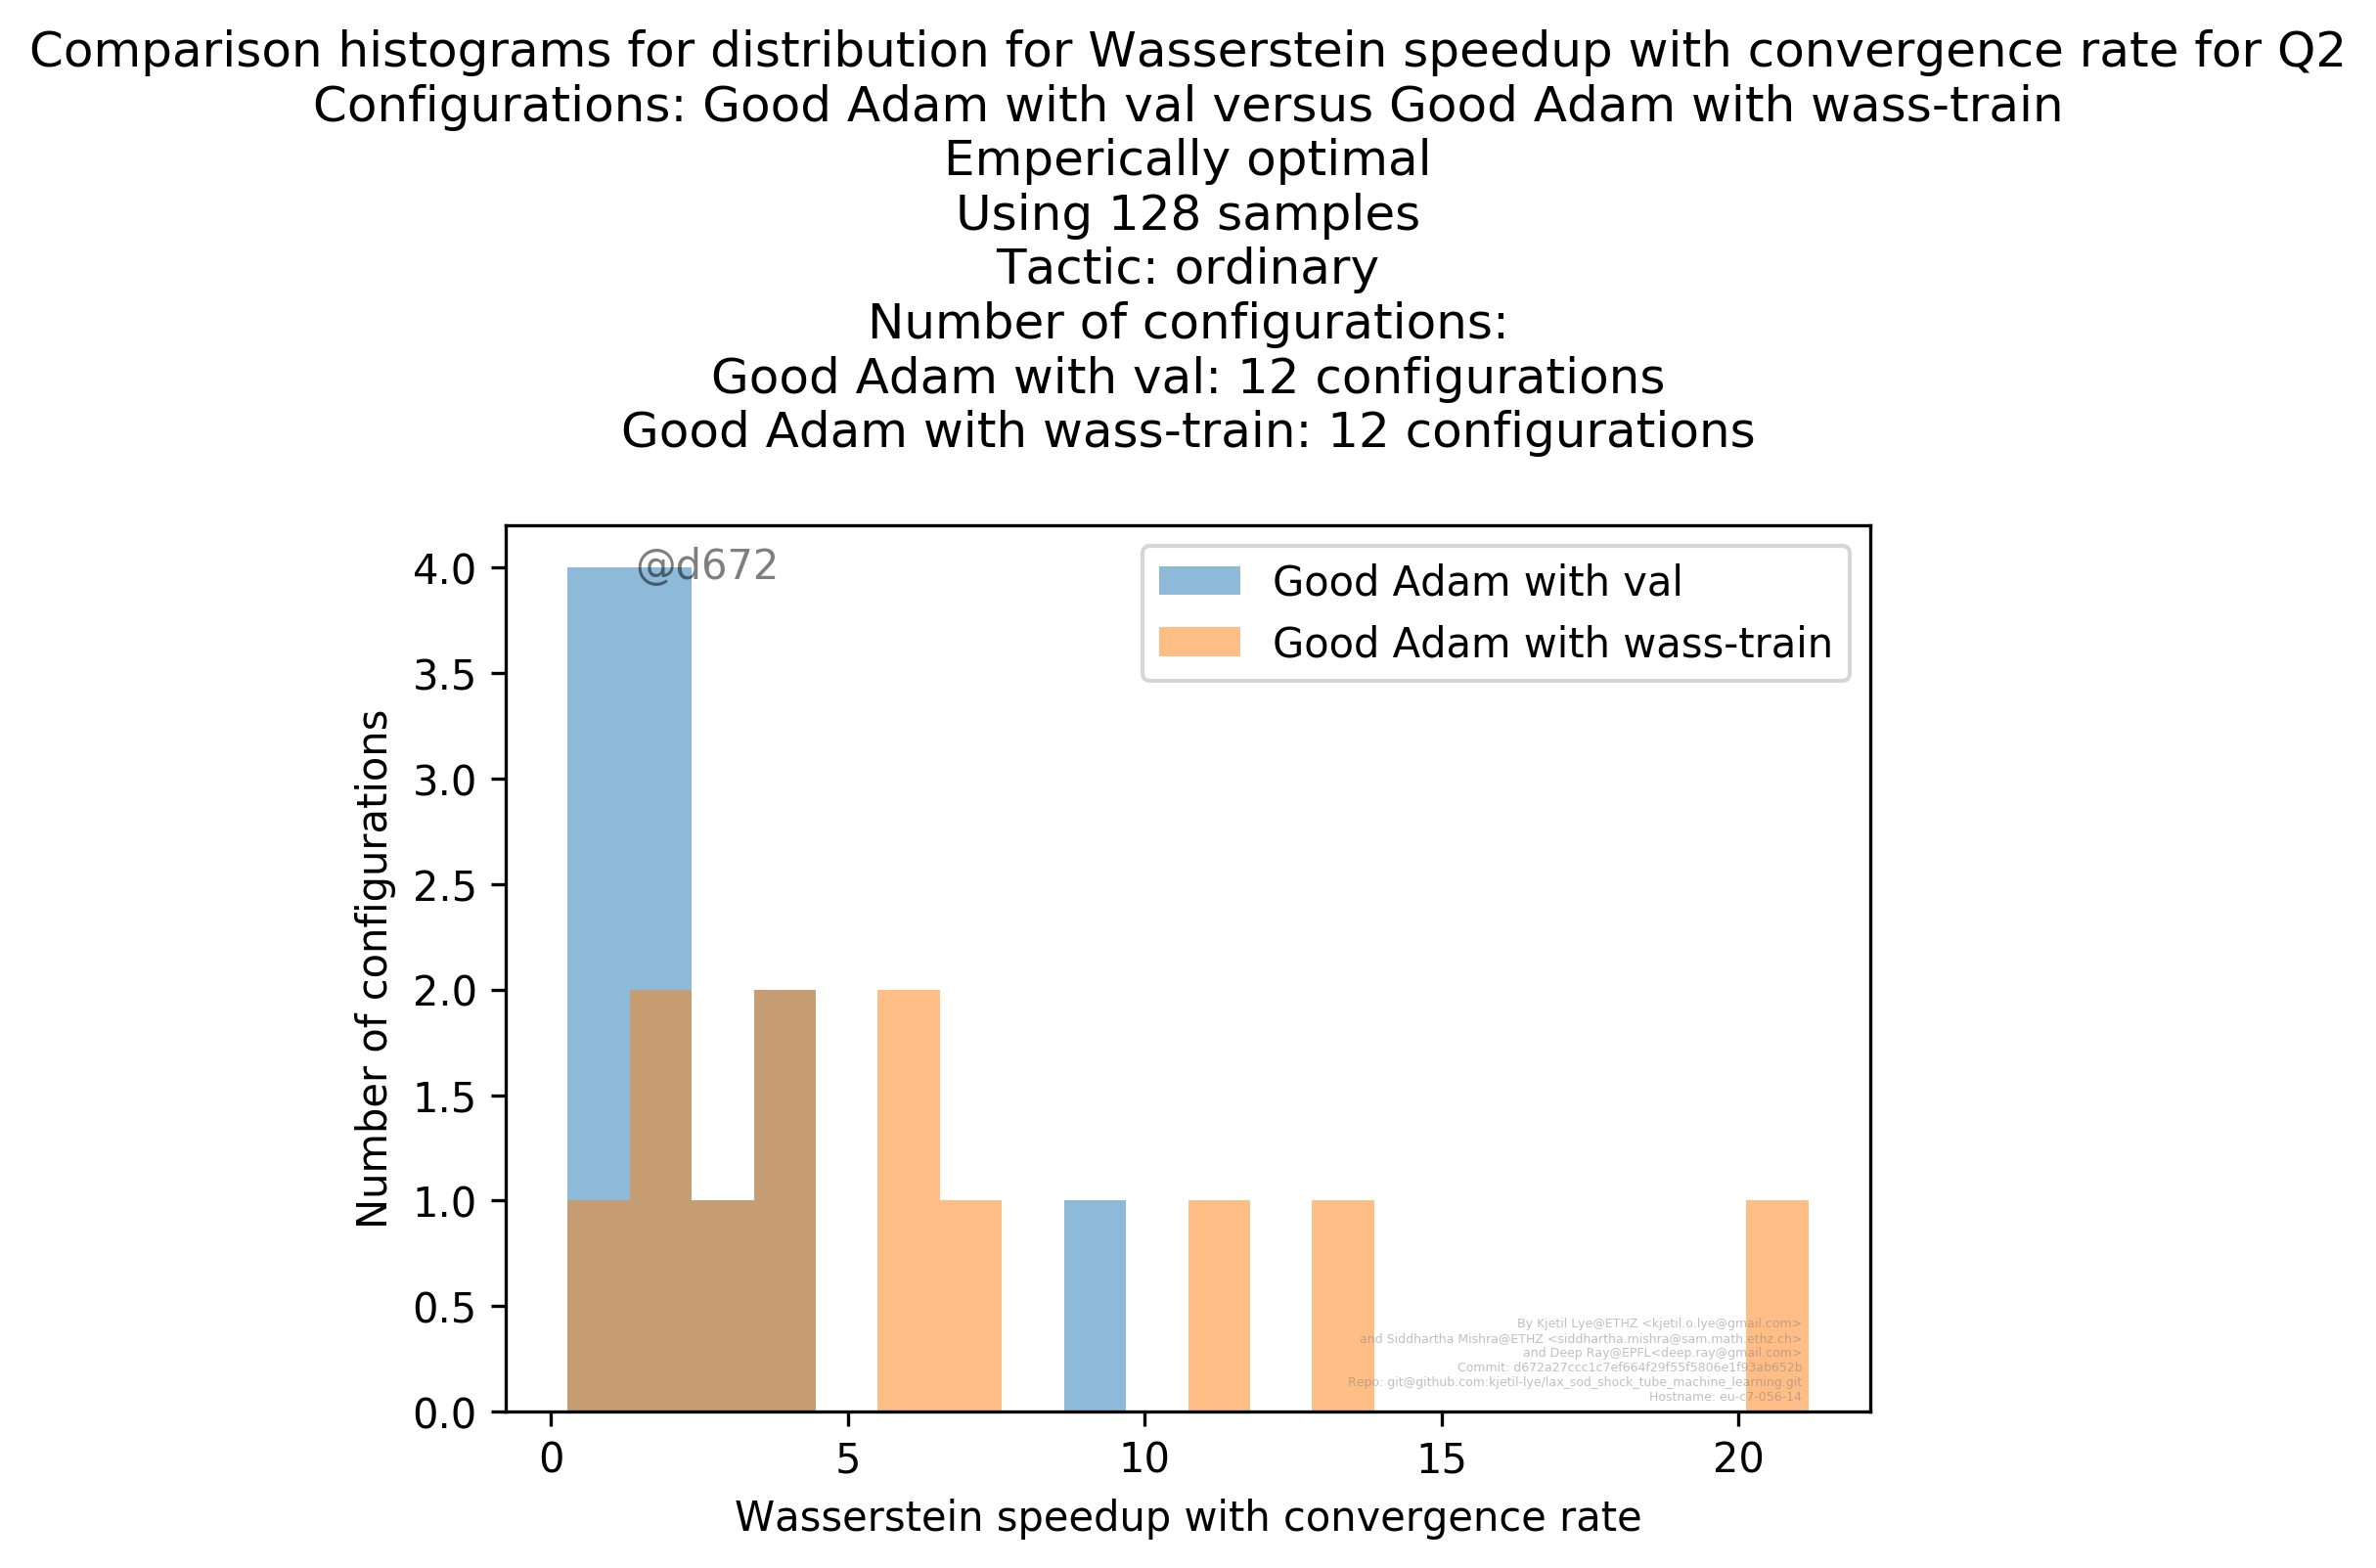 Comparison histograms for distribution for Wasserstein speedup with convergence rate for Q2
Configurations: Good Adam with val versus Good Adam with wass-train
Emperically optimal
Using 128 samples
Tactic: ordinary
Number of configurations:
Good Adam with val: 12 configurations
Good Adam with wass-train: 12 configurations
@d672
Good Adam with val
Good Adam with wass-train
Number of configurations
4.0
3.5
3.0
2.5
2.0
1.5
1.0
0.5
0.0
By Kjetil Lye@ETHZ <kjetil.o.lye@gmail.com>
and Siddhartha Mishra@ETHZ <siddhartha.mishra@sam.math.ethz.ch>
and Deep Ray@EPFL<deep.ray@gmail.com>
Commit: d672a27ccc1c7ef664f29f55f5806e1f93ab652b
Repo: git@github.com:kjetil-lye/lax_sod_shock_tube_machine_learning.git
Hostname: eu-c7-056-14
0 5 10 15 20
Wasserstein speedup with convergence rate